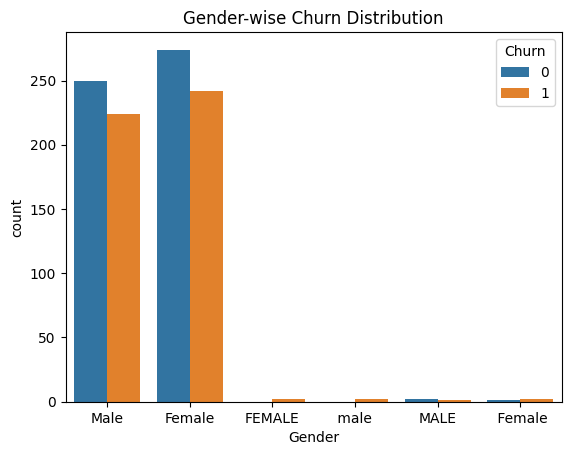 Gender-wise Churn Distribution
Churn
0
1
250
200
150
100
50
0
count
Male Female FEMALE male MALE Female
Gender